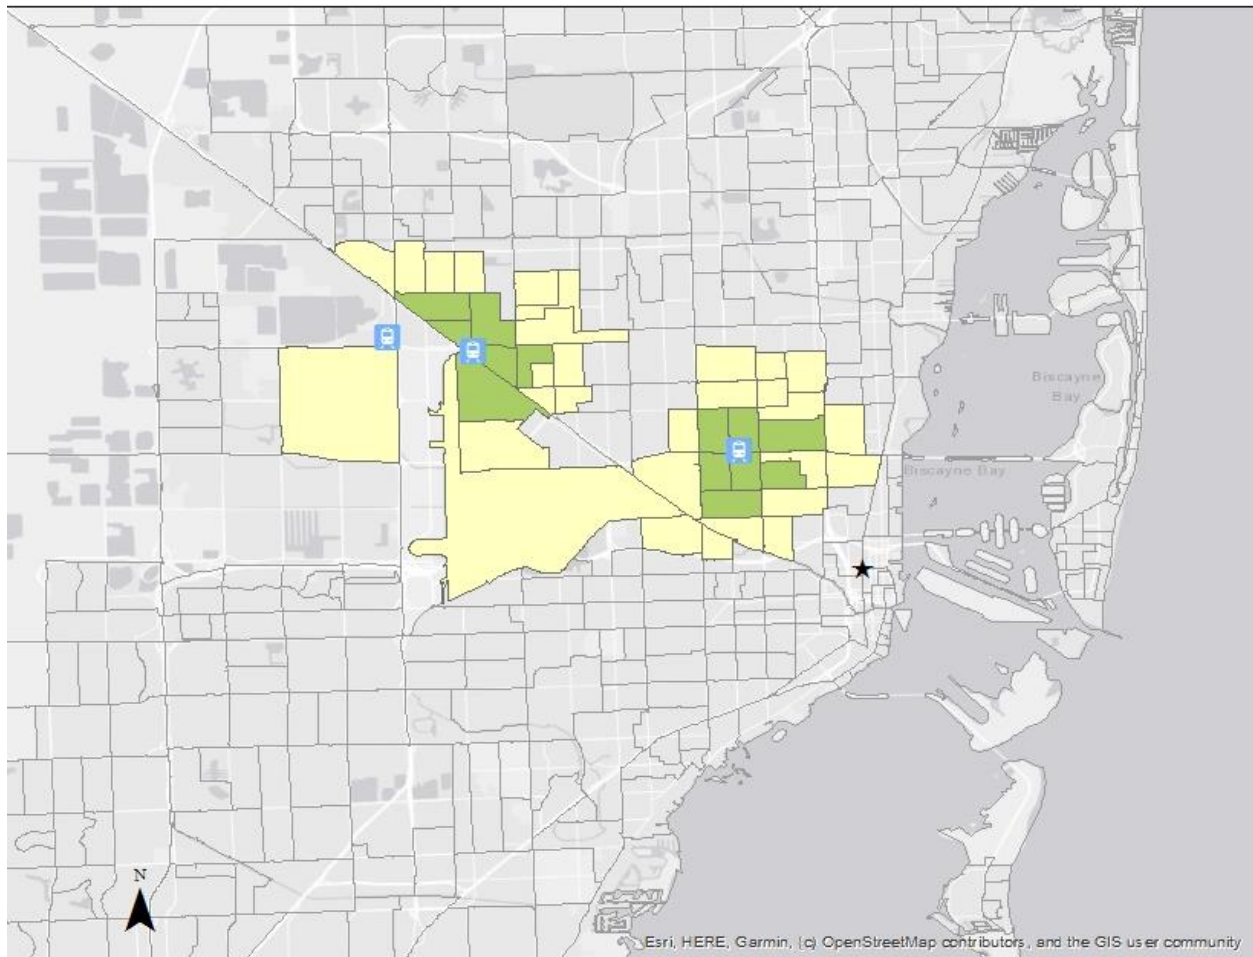 Biscayne
Bay
Biscayne Bay
N
Esri, HERE, Garmin, (c) OpenStreetMap contributors, and the GIS user community